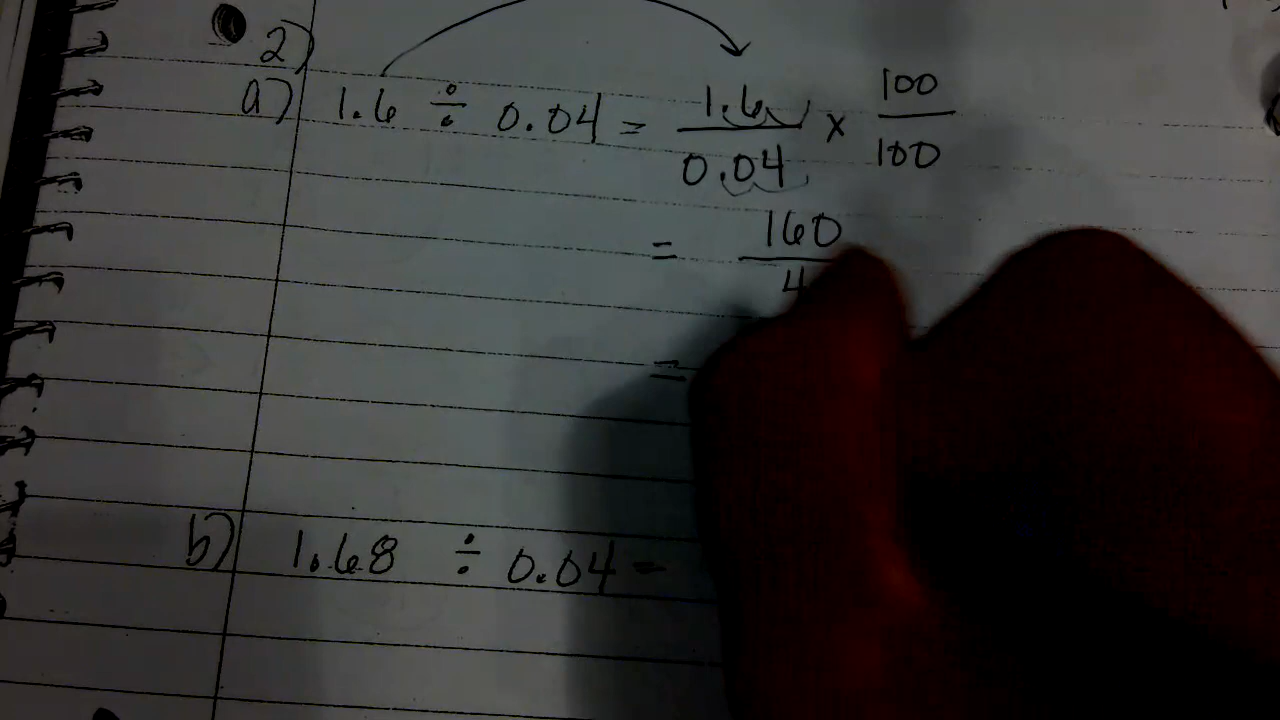 2)
a) 1.6 ÷ 0.04 = 1.6/0.04 × 100/100
= 160/4
=
b) 1.68 ÷ 0.04 =